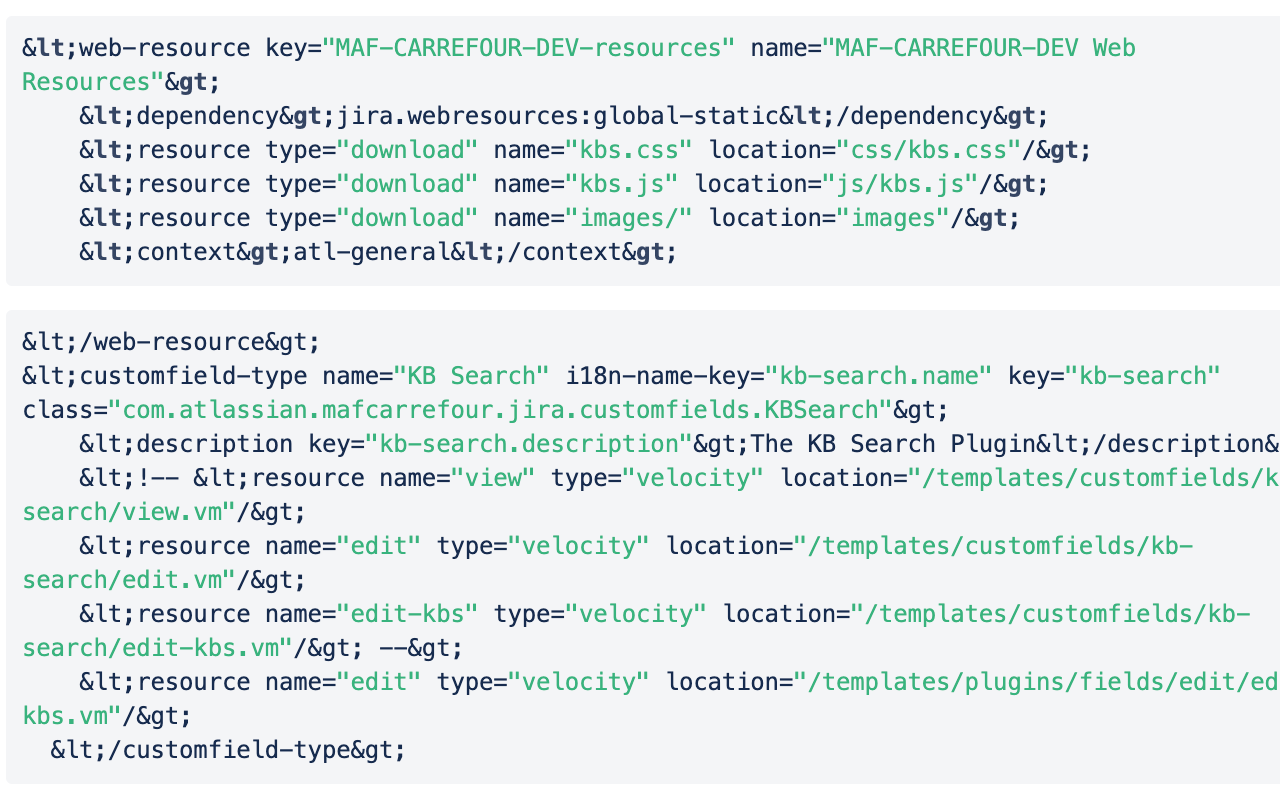 &lt;web-resource key="MAF-CARREFOUR-DEV-resources" name="MAF-CARREFOUR-DEV Web
Resources"&gt;
    &lt;dependency&gt;jira.webresources:global-static&lt;/dependency&gt;
    &lt;resource type="download" name="kbs.css" location="css/kbs.css"/&gt;
    &lt;resource type="download" name="kbs.js" location="js/kbs.js"/&gt;
    &lt;resource type="download" name="images/" location="images"/&gt;
    &lt;context&gt;atl-general&lt;/context&gt;
&lt;/web-resource&gt;
&lt;customfield-type name="KB Search" i18n-name-key="kb-search.name" key="kb-search"
class="com.atlassian.mafcarrefour.jira.customfields.KBSearch"&gt;
    &lt;description key="kb-search.description"&gt;The KB Search Plugin&lt;/description&
    &lt;!-- &lt;resource name="view" type="velocity" location="/templates/customfields/k
search/view.vm"/&gt;
    &lt;resource name="edit" type="velocity" location="/templates/customfields/kb-
search/edit.vm"/&gt;
    &lt;resource name="edit-kbs" type="velocity" location="/templates/customfields/kb-
search/edit-kbs.vm"/&gt; --&gt;
    &lt;resource name="edit" type="velocity" location="/templates/plugins/fields/edit/ed
kbs.vm"/&gt;
  &lt;/customfield-type&gt;